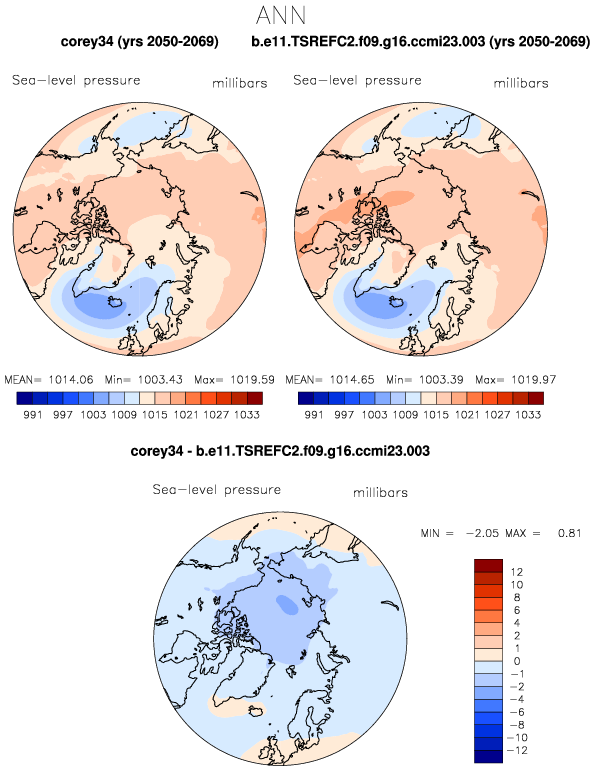 ANN
corey34 (yrs 2050-2069) b.e11.TSREFC2.f09.g16.ccmi23.003 (yrs 2050-2069)
Sea-level pressure millibars Sea-level pressure millibars
MEAN= 1014.06 Min= 1003.43 Max= 1019.59 MEAN= 1014.65 Min= 1003.39 Max= 1019.97
991 997 1003 1009 1015 1021 1027 1033 991 997 1003 1009 1015 1021 1027 1033
corey34 - b.e11.TSREFC2.f09.g16.ccmi23.003
Sea-level pressure millibars
MIN = -2.05 MAX = 0.81
12
10
8
6
4
2
1
0
-1
-2
-4
-6
-8
-10
-12